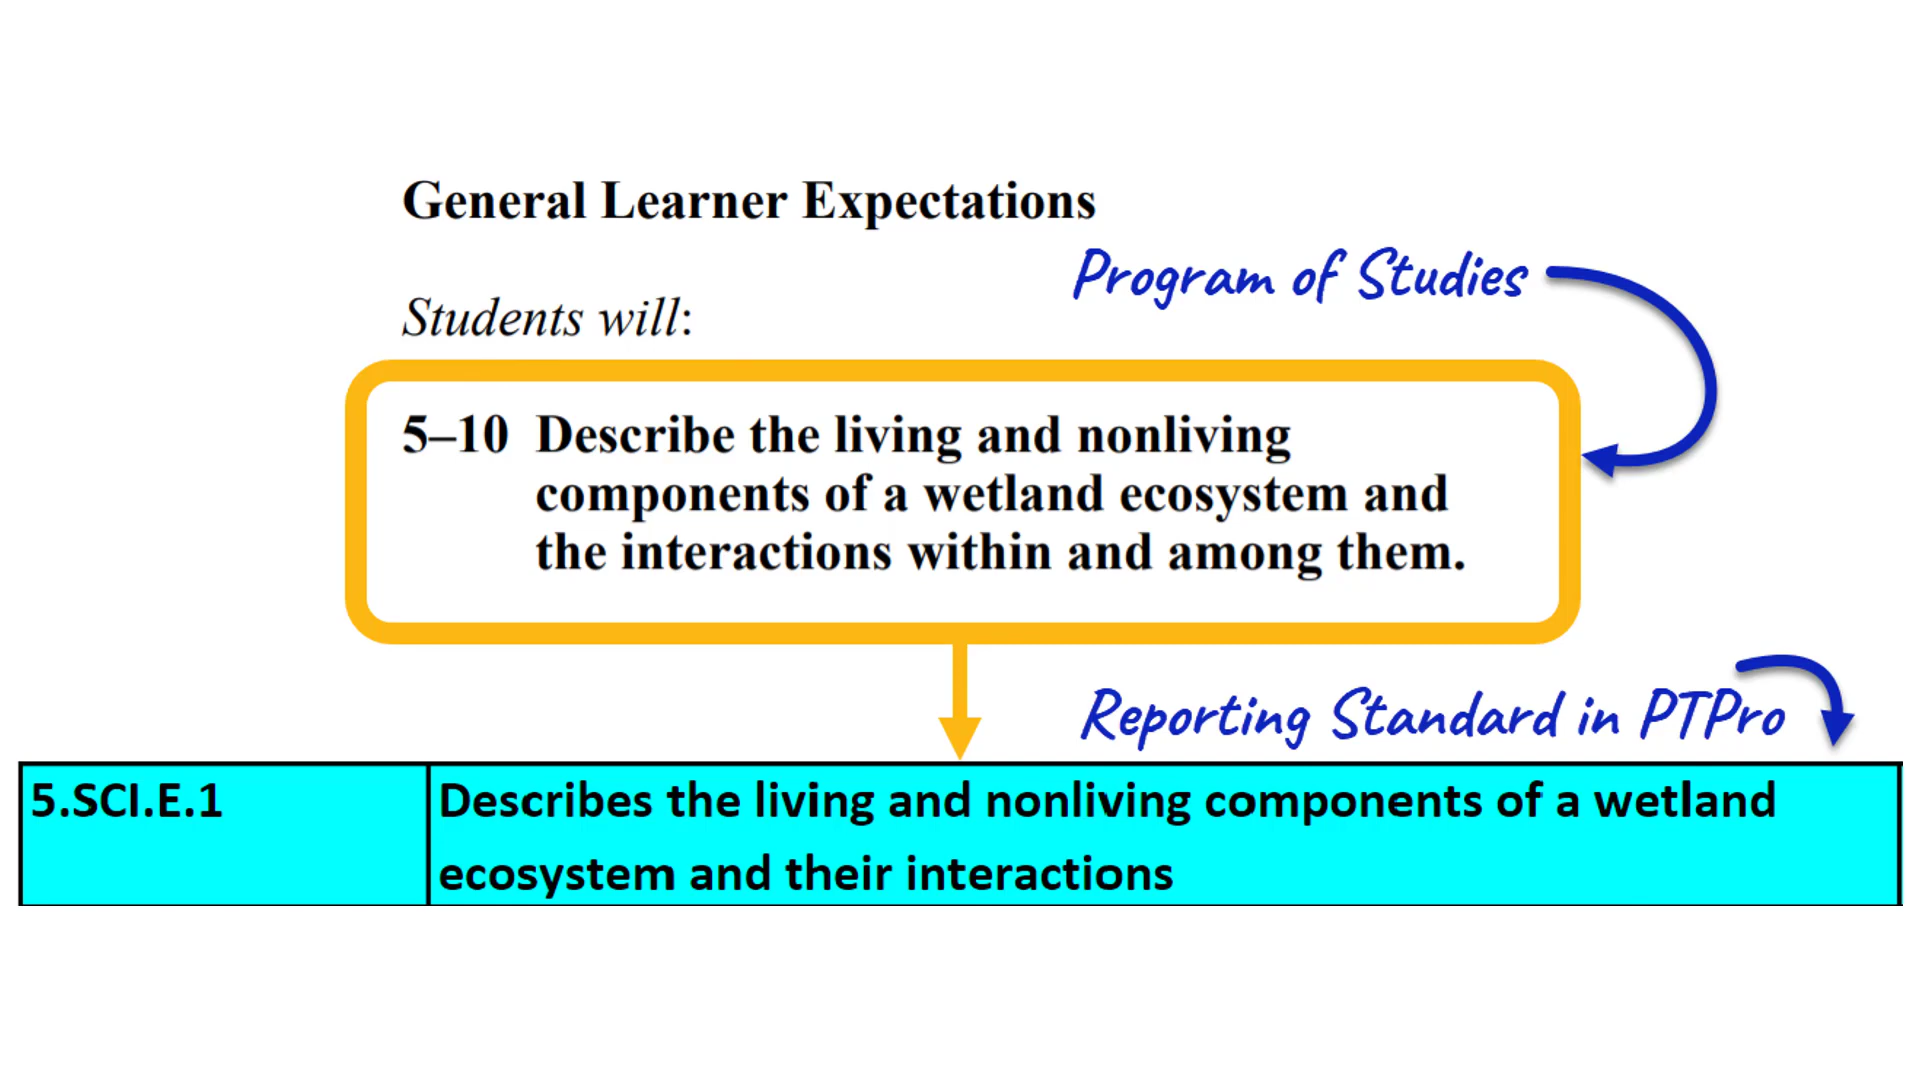 General Learner Expectations
Program of Studies
Students will:
5–10 Describe the living and nonliving
components of a wetland ecosystem and
the interactions within and among them.
Reporting Standard in PTPro
5.SCI.E.1 Describes the living and nonliving components of a wetland
ecosystem and their interactions